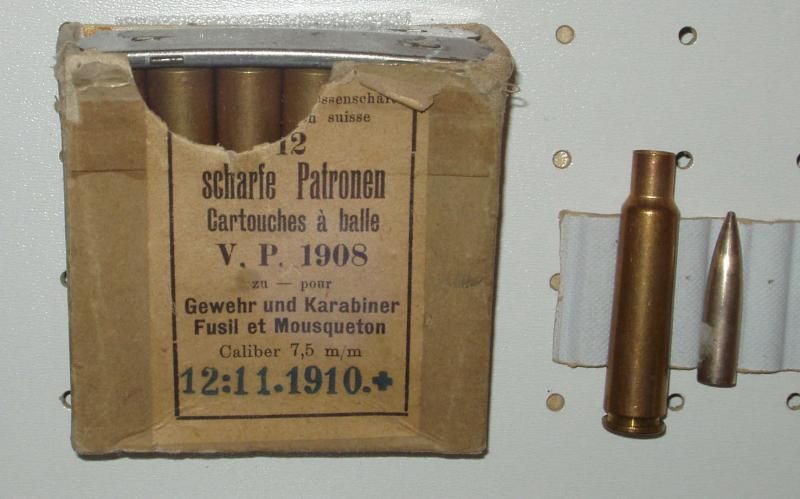 suisse
12
scharfe Patronen
Cartouches à balle
V. P. 1908
zu — pour
Gewehr und Karabiner
Fusil et Mousqueton
Caliber 7,5 m/m
12:11.1910.+